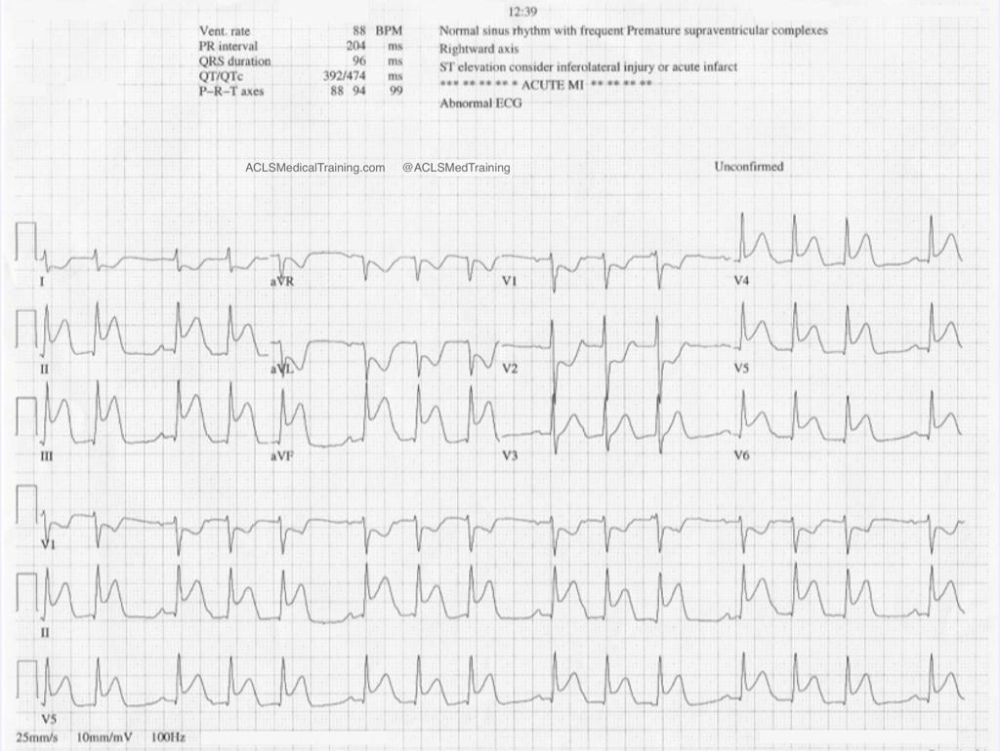 12:39
Vent. rate 88 BPM
PR interval 204 ms
QRS duration 96 ms
QT/QTc 392/474 ms
P-R-T axes 88 94 99
Normal sinus rhythm with frequent Premature supraventricular complexes
Rightward axis
ST elevation consider inferolateral injury or acute infarct
*** ** ** ** * ACUTE MI ** ** ** **
Abnormal ECG
ACLSMedicalTraining.com @ACLSMedTraining
Unconfirmed
I aVR V1 V4
II aVL V2 V5
III aVF V3 V6
V1
II
V5
25mm/s 10mm/mV 100Hz